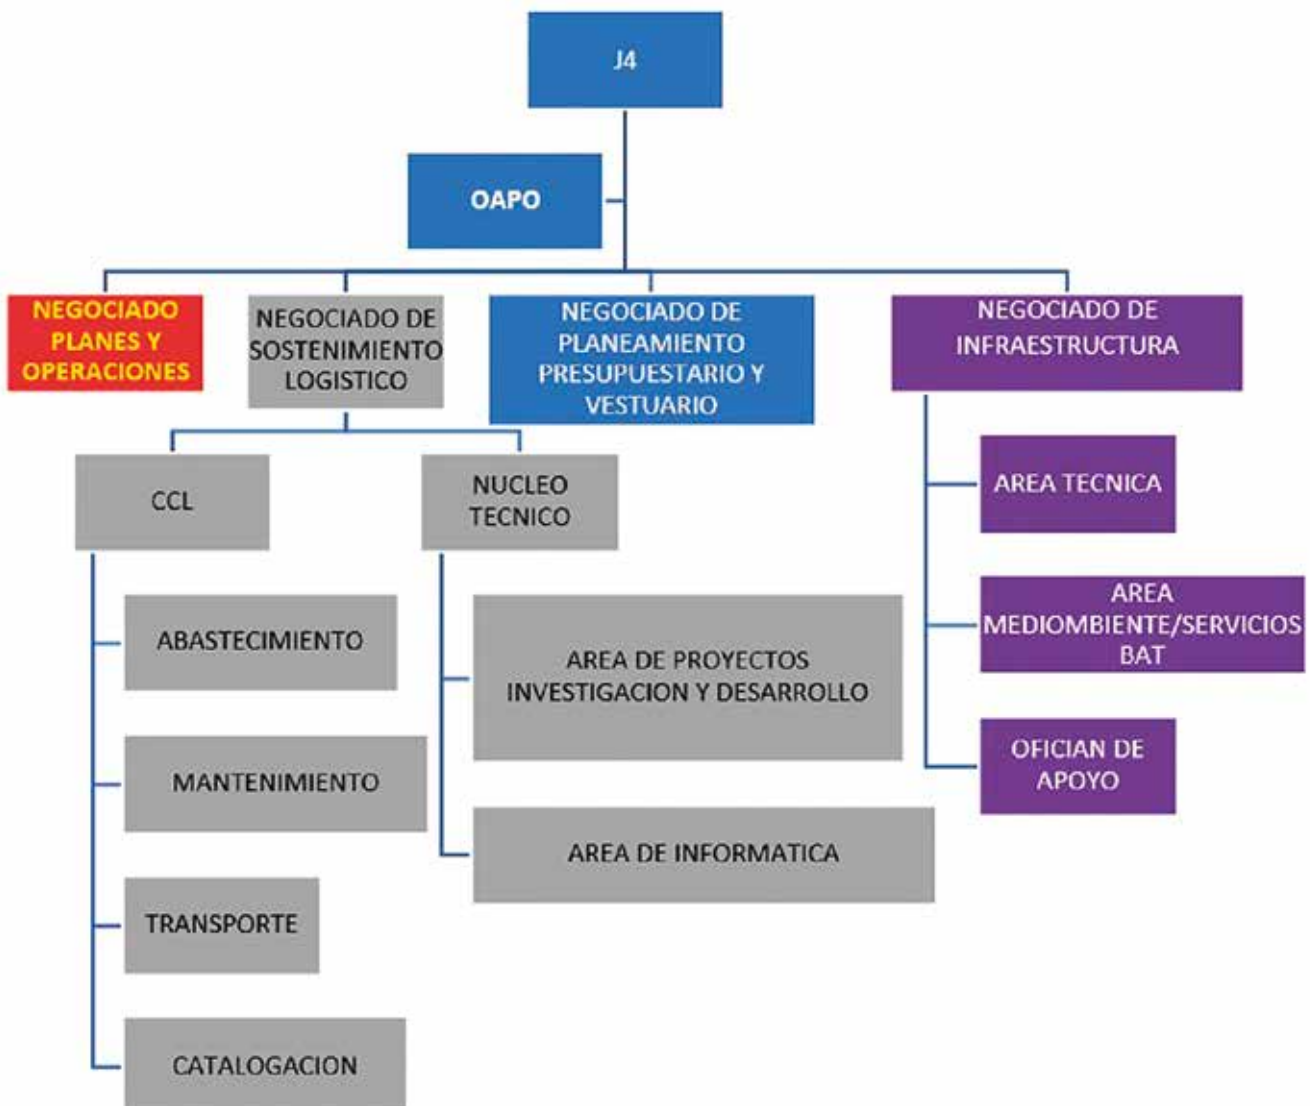 J4
OAPO
NEGOCIADO
PLANES Y
OPERACIONES
NEGOCIADO DE
SOSTENIMIENTO
LOGISTICO
NEGOCIADO DE
PLANEAMIENTO
PRESUPUESTARIO Y
VESTUARIO
NEGOCIADO DE
INFRAESTRUCTURA
CCL
NUCLEO
TECNICO
ABASTECIMIENTO
MANTENIMIENTO
TRANSPORTE
CATALOGACION
AREA DE PROYECTOS
INVESTIGACION Y DESARROLLO
AREA DE INFORMATICA
AREA TECNICA
AREA
MEDIOMBIENTE/SERVICIOS
BAT
OFICIAN DE
APOYO